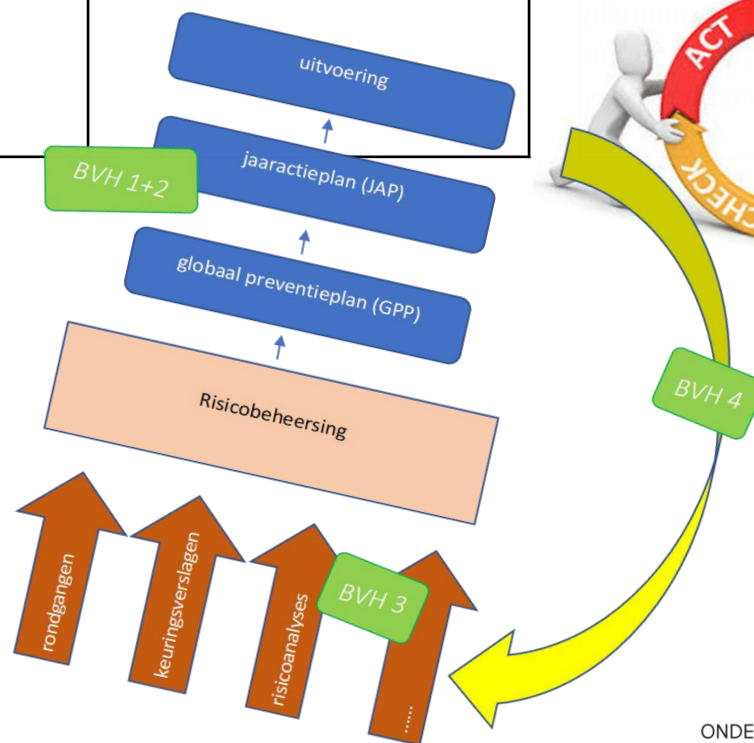 uitvoering
ACT
CHECK
BVH 1+2
jaaractieplan (JAP)
globaal preventieplan (GPP)
BVH 4
Risicobeheersing
rondgangen
keuringsverslagen
risicoanalyses
BVH 3
......
ONDE